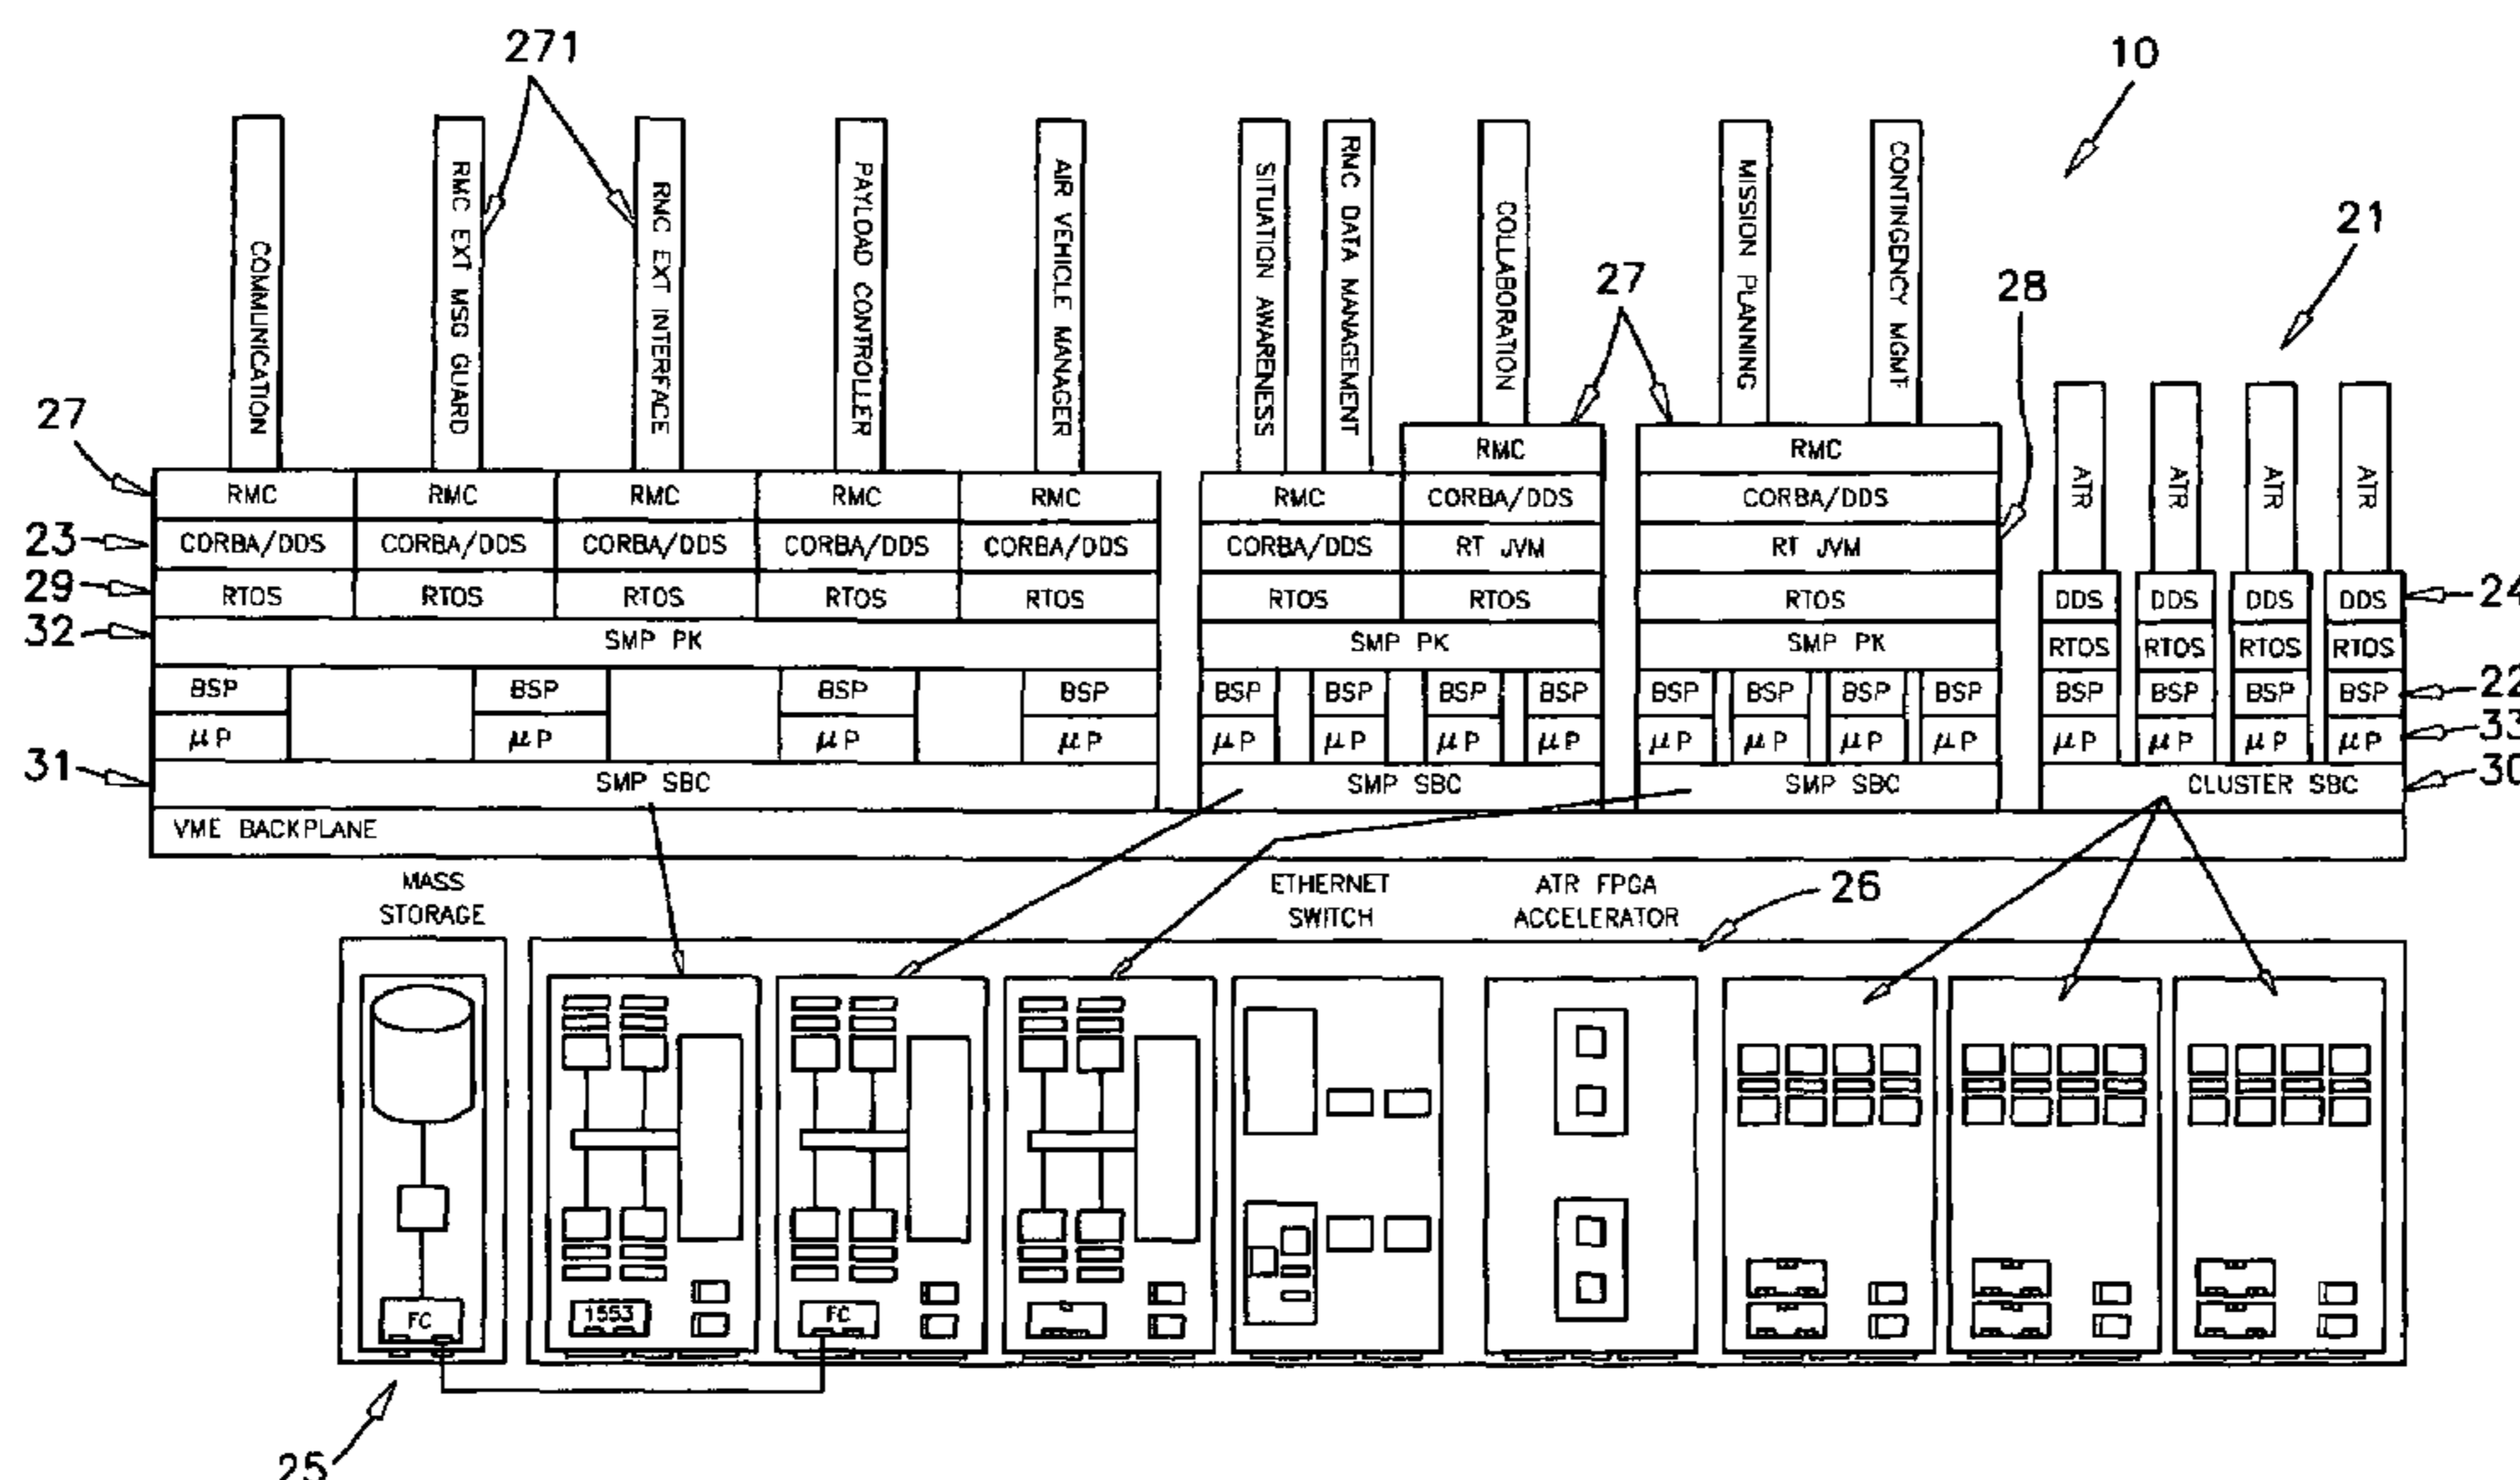 271
10
21
27
28
COMMUNICATION
RMC EXT MSG GUARD
RMC EXT INTERFACE
PAYLOAD CONTROLLER
AIR VEHICLE MANAGER
SITUATION AWARENESS
RMC DATA MANAGEMENT
COLLABORATION
MISSION PLANNING
CONTINGENCY MGMT
ATR ATR ATR ATR
RMC RMC
27 RMC RMC RMC RMC RMC RMC CORBA/DDS CORBA/DDS
23 CORBA/DDS CORBA/DDS CORBA/DDS CORBA/DDS CORBA/DDS CORBA/DDS RT JVM RT JVM
29 RTOS RTOS RTOS RTOS RTOS RTOS RTOS RTOS DDS DDS DDS DDS 24
32 SMP PK SMP PK SMP PK RTOS RTOS RTOS RTOS
BSP BSP BSP BSP BSP BSP BSP BSP BSP BSP BSP BSP BSP BSP BSP BSP 22
μP μP μP μP μP μP μP μP μP μP μP μP μP μP μP μP 33
31 SMP SBC SMP SBC SMP SBC CLUSTER SBC 30
VME BACKPLANE
MASS
STORAGE
ETHERNET
SWITCH
ATR FPGA
ACCELERATOR
26
FC 1553 FC
25